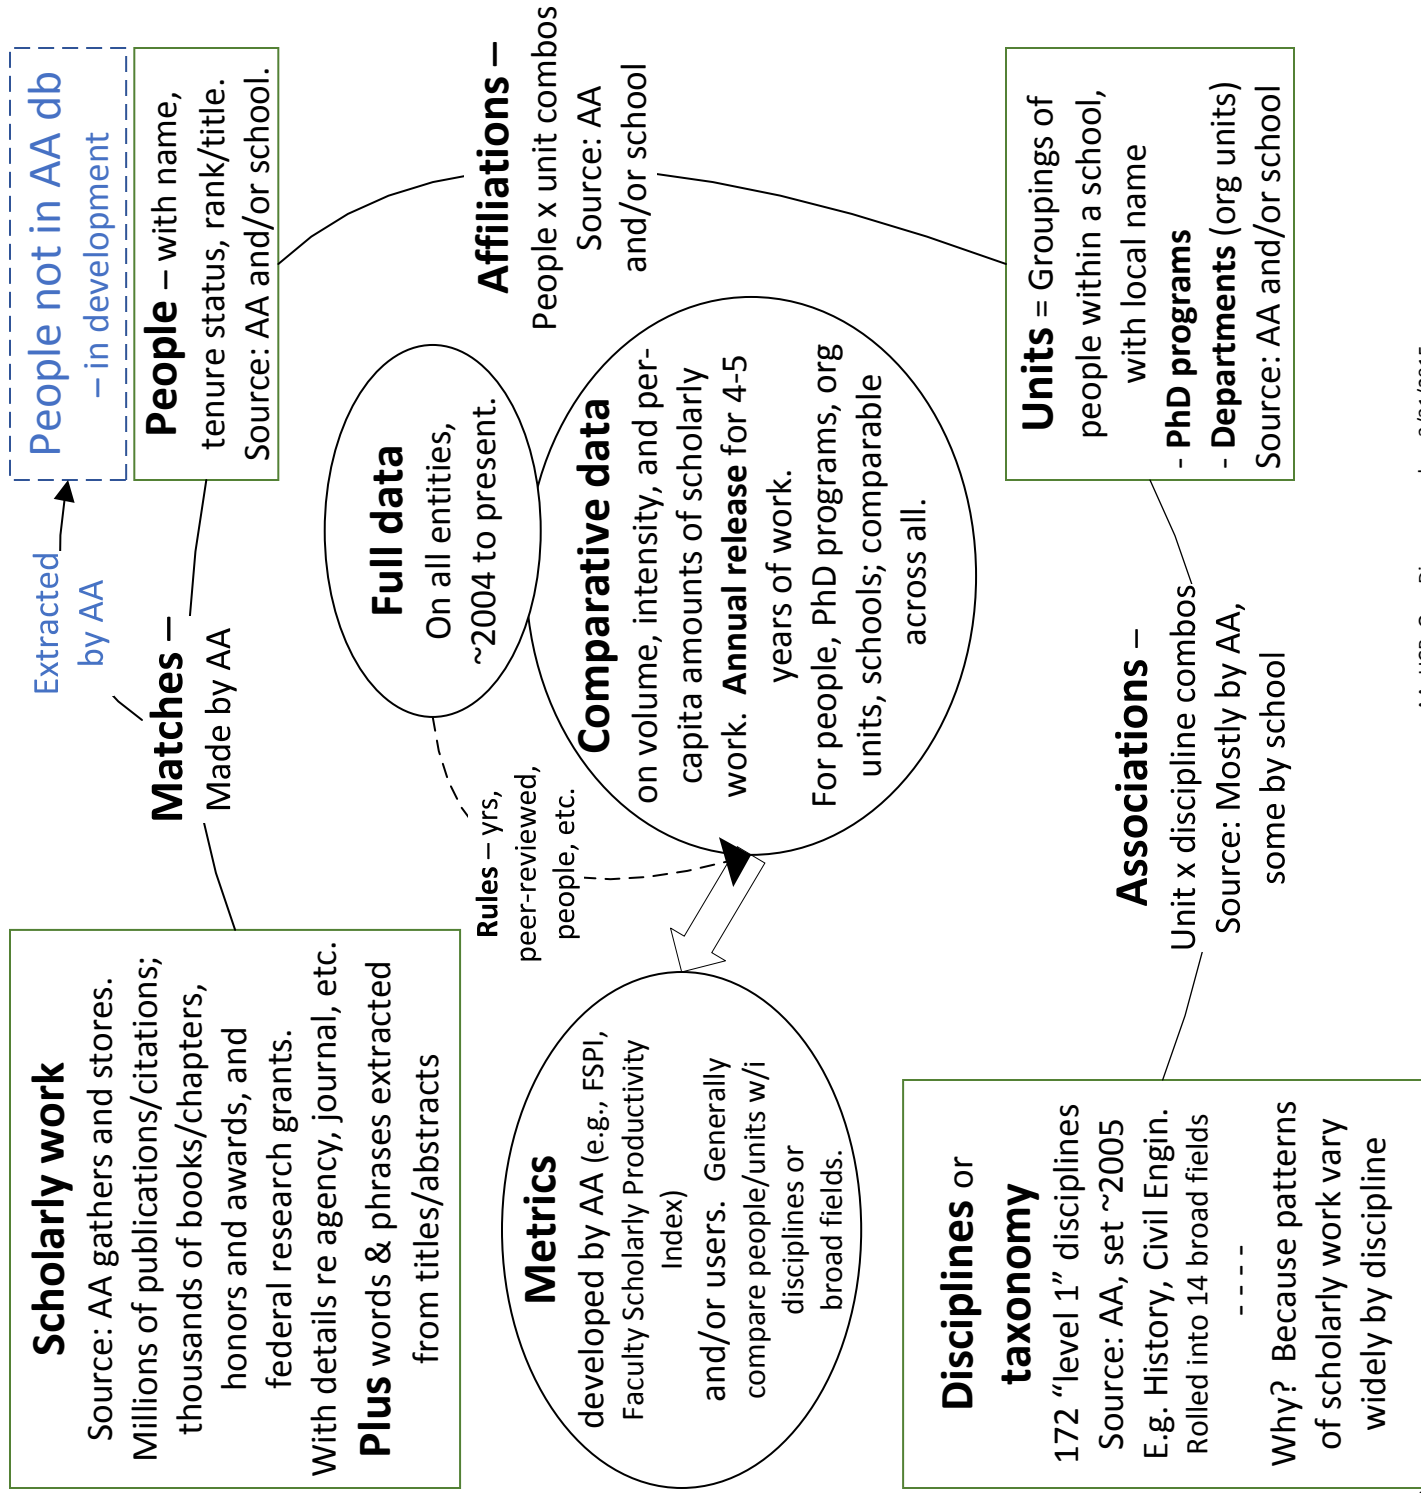 Scholarly work
Source: AA gathers and stores.
Millions of publications/citations;
thousands of books/chapters,
honors and awards, and
federal research grants.
With details re agency, journal, etc.
Plus words & phrases extracted
from titles/abstracts
Matches –
Made by AA
Extracted
by AA
People not in AA db
– in development
People – with name,
tenure status, rank/title.
Source: AA and/or school.
Full data
On all entities,
~2004 to present.
Rules – yrs,
peer-reviewed,
people, etc.
Metrics
developed by AA (e.g., FSPI,
Faculty Scholarly Productivity
Index)
and/or users.  Generally
compare people/units w/i
disciplines or
broad fields.
Comparative data
on volume, intensity, and per-
capita amounts of scholarly
work.  Annual release for 4-5
years of work.
For people, PhD programs, org
units, schools; comparable
across all.
Affiliations –
People x unit combos
Source: AA
and/or school
Disciplines or
taxonomy
172 “level 1” disciplines
Source: AA, set ~2005
E.g. History, Civil Engin.
Rolled into 14 broad fields
- - - -
Why?  Because patterns
of scholarly work vary
widely by discipline
Associations –
Unit x discipline combos
Source: Mostly by AA,
some by school
Units = Groupings of
people within a school,
with local name
- PhD programs
- Departments (org units)
Source: AA and/or school